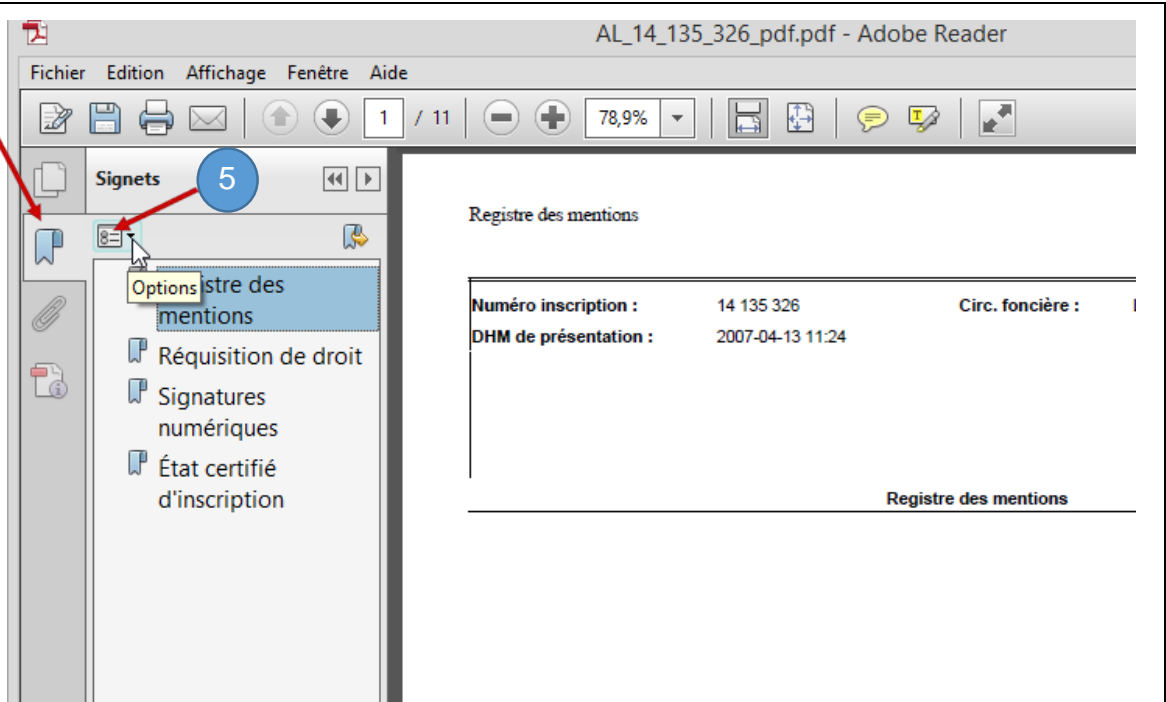 AL_14_135_326_pdf.pdf - Adobe Reader
Fichier Edition Affichage Fenêtre Aide
1 / 11 78,9%
Signets 5
Options istre des
mentions
Réquisition de droit
Signatures
numériques
État certifié
d'inscription
Registre des mentions
Numéro inscription : 14 135 326 Circ. foncière :
DHM de présentation : 2007-04-13 11:24
Registre des mentions